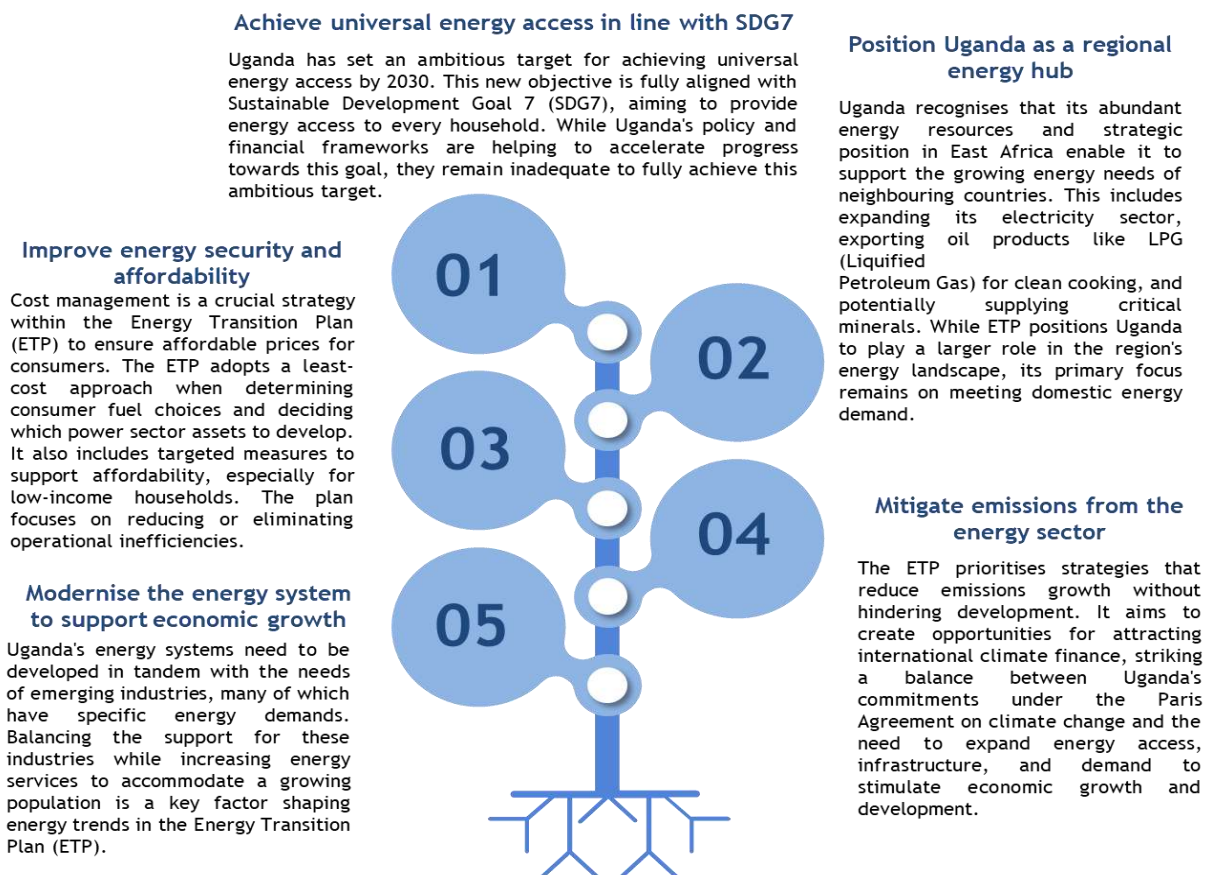 Achieve universal energy access in line with SDG7
Uganda has set an ambitious target for achieving universal
energy access by 2030. This new objective is fully aligned with
Sustainable Development Goal 7 (SDG7), aiming to provide
energy access to every household. While Uganda's policy and
financial frameworks are helping to accelerate progress
towards this goal, they remain inadequate to fully achieve this
ambitious target.
01
Position Uganda as a regional
energy hub
Uganda recognises that its abundant
energy resources and strategic
position in East Africa enable it to
support the growing energy needs of
neighbouring countries. This includes
expanding its electricity sector,
exporting oil products like LPG
(Liquified
Petroleum Gas) for clean cooking, and
potentially supplying critical
minerals. While ETP positions Uganda
to play a larger role in the region's
energy landscape, its primary focus
remains on meeting domestic energy
demand.
02
Improve energy security and
affordability
Cost management is a crucial strategy
within the Energy Transition Plan
(ETP) to ensure affordable prices for
consumers. The ETP adopts a least-
cost approach when determining
consumer fuel choices and deciding
which power sector assets to develop.
It also includes targeted measures to
support affordability, especially for
low-income households. The plan
focuses on reducing or eliminating
operational inefficiencies.
03
Mitigate emissions from the
energy sector
The ETP prioritises strategies that
reduce emissions growth without
hindering development. It aims to
create opportunities for attracting
international climate finance, striking
a balance between Uganda's
commitments under the Paris
Agreement on climate change and the
need to expand energy access,
infrastructure, and demand to
stimulate economic growth and
development.
04
Modernise the energy system
to support economic growth
Uganda's energy systems need to be
developed in tandem with the needs
of emerging industries, many of which
have specific energy demands.
Balancing the support for these
industries while increasing energy
services to accommodate a growing
population is a key factor shaping
energy trends in the Energy Transition
Plan (ETP).
05